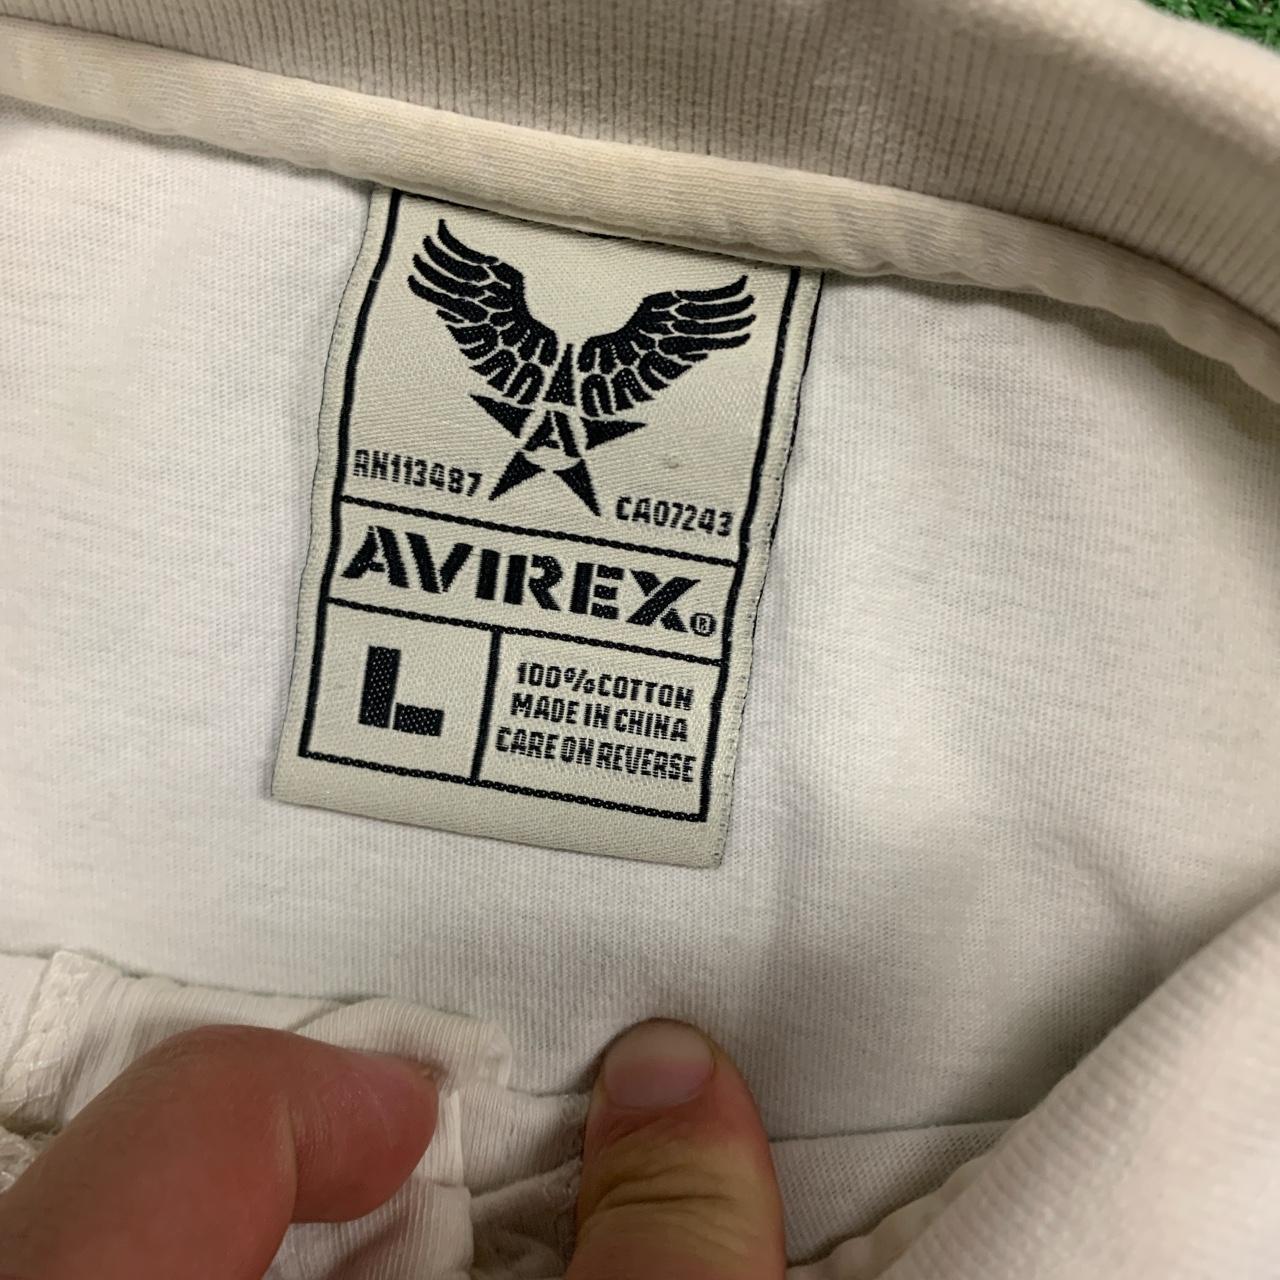 A
RN113487
CA07243
AVIREX®
L
100%COTTON
MADE IN CHINA
CARE ON REVERSE